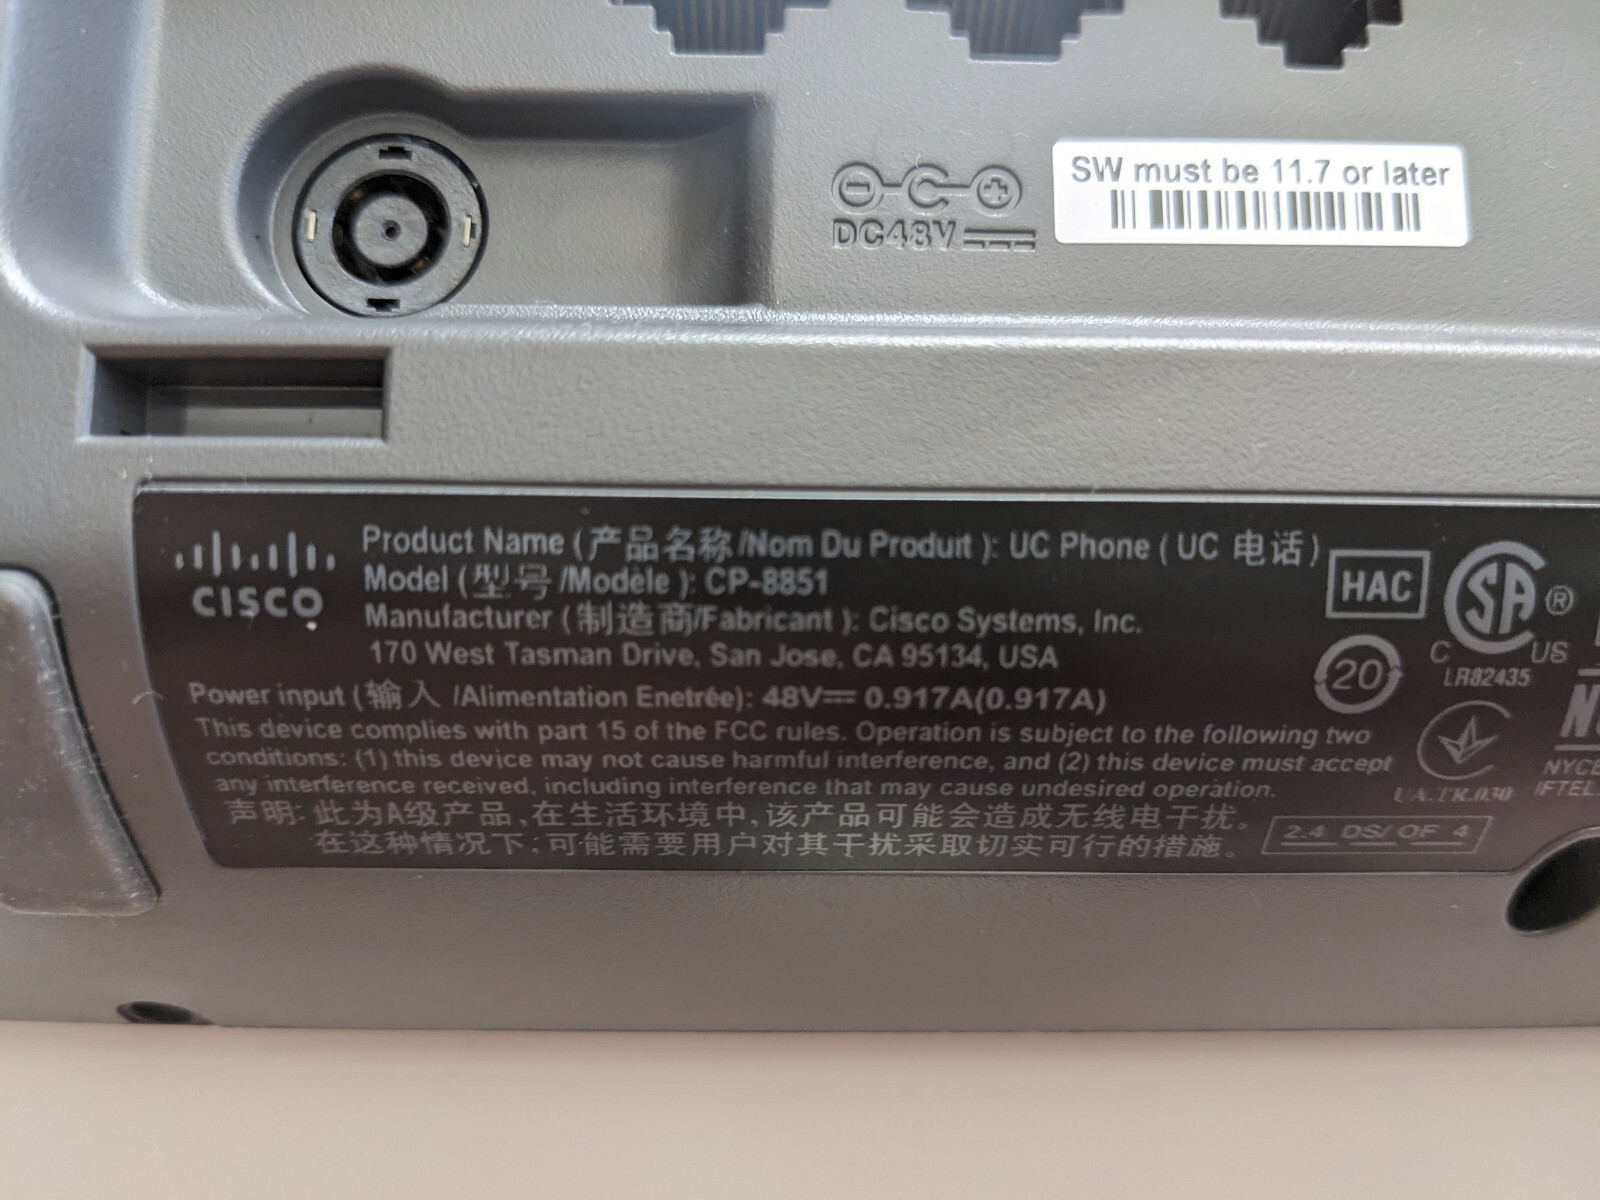 SW must be 11.7 or later
DC48V
CISCO
Product Name (产品名称/Nom Du Produit): UC Phone (UC 电话)
Model (型号/Modèle): CP-8851
Manufacturer (制造商/Fabricant): Cisco Systems, Inc.
170 West Tasman Drive, San Jose, CA 95134, USA
Power input (输入 /Alimentation Enetrée): 48V 0.917A(0.917A)
This device complies with part 15 of the FCC rules. Operation is subject to the following two
conditions: (1) this device may not cause harmful interference, and (2) this device must accept
any interference received, including interference that may cause undesired operation.
声明: 此为A级产品,在生活环境中,该产品可能会造成无线电干扰。
在这种情况下;可能需要用户对其干扰采取切实可行的措施。
HAC
SA ®
C US
LR82435
20
UA.TR.030
NYCE
2.4 DS/ OF 4